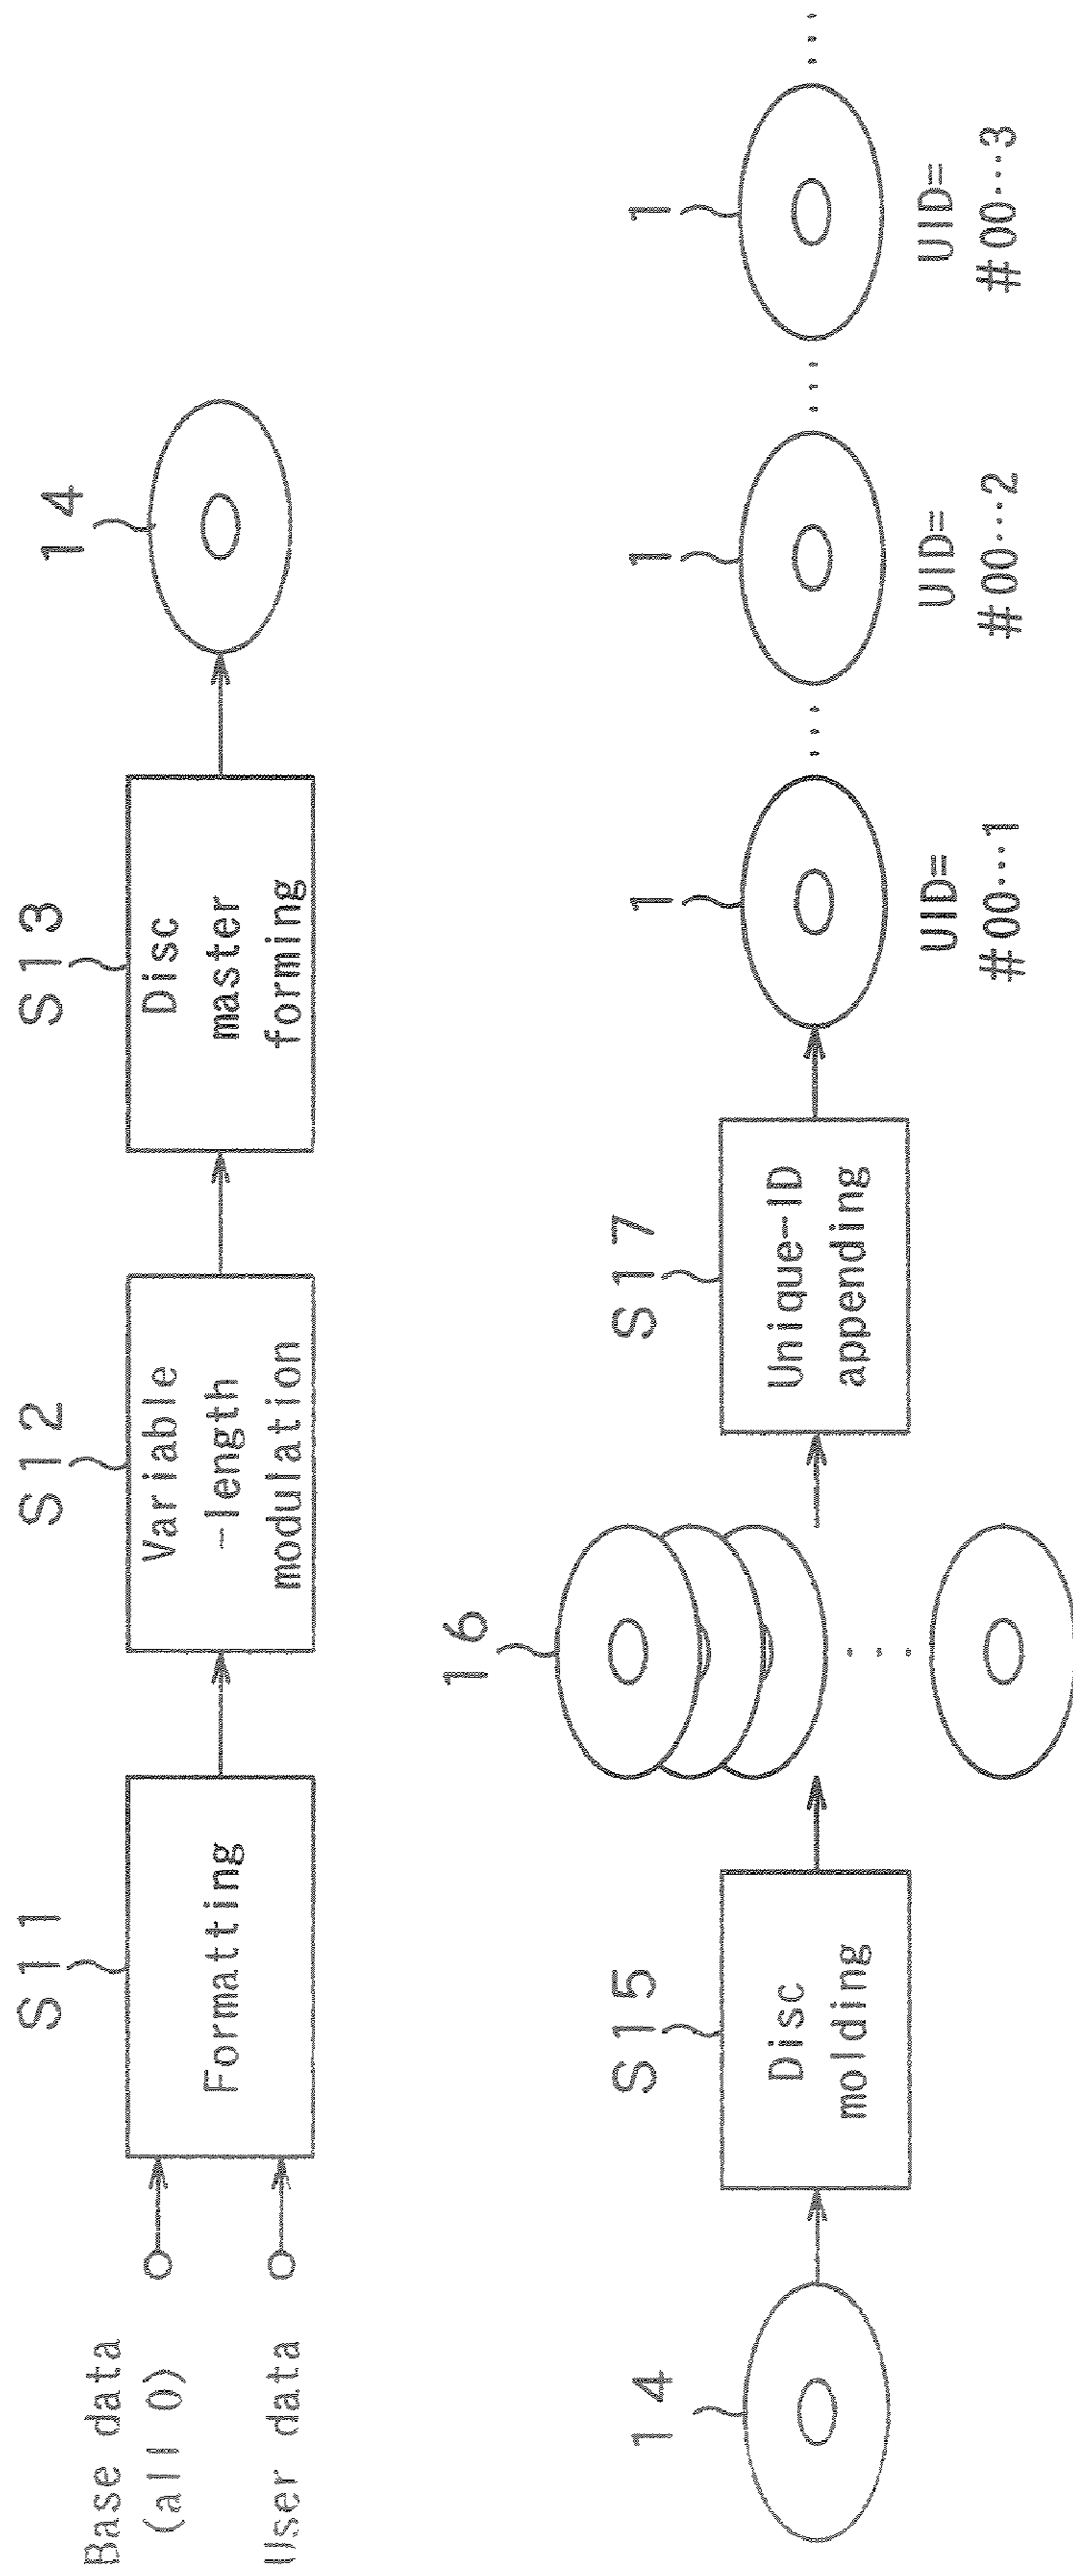 S11
S12
S13
14
Base data
(all 0)
User data
Formatting
Variable
-length
modulation
Disc
master
forming
14
S15
Disc
molding
16
S17
Unique-ID
appending
1
UID=
#00...1
1
UID=
#00...2
1
UID=
#00...3